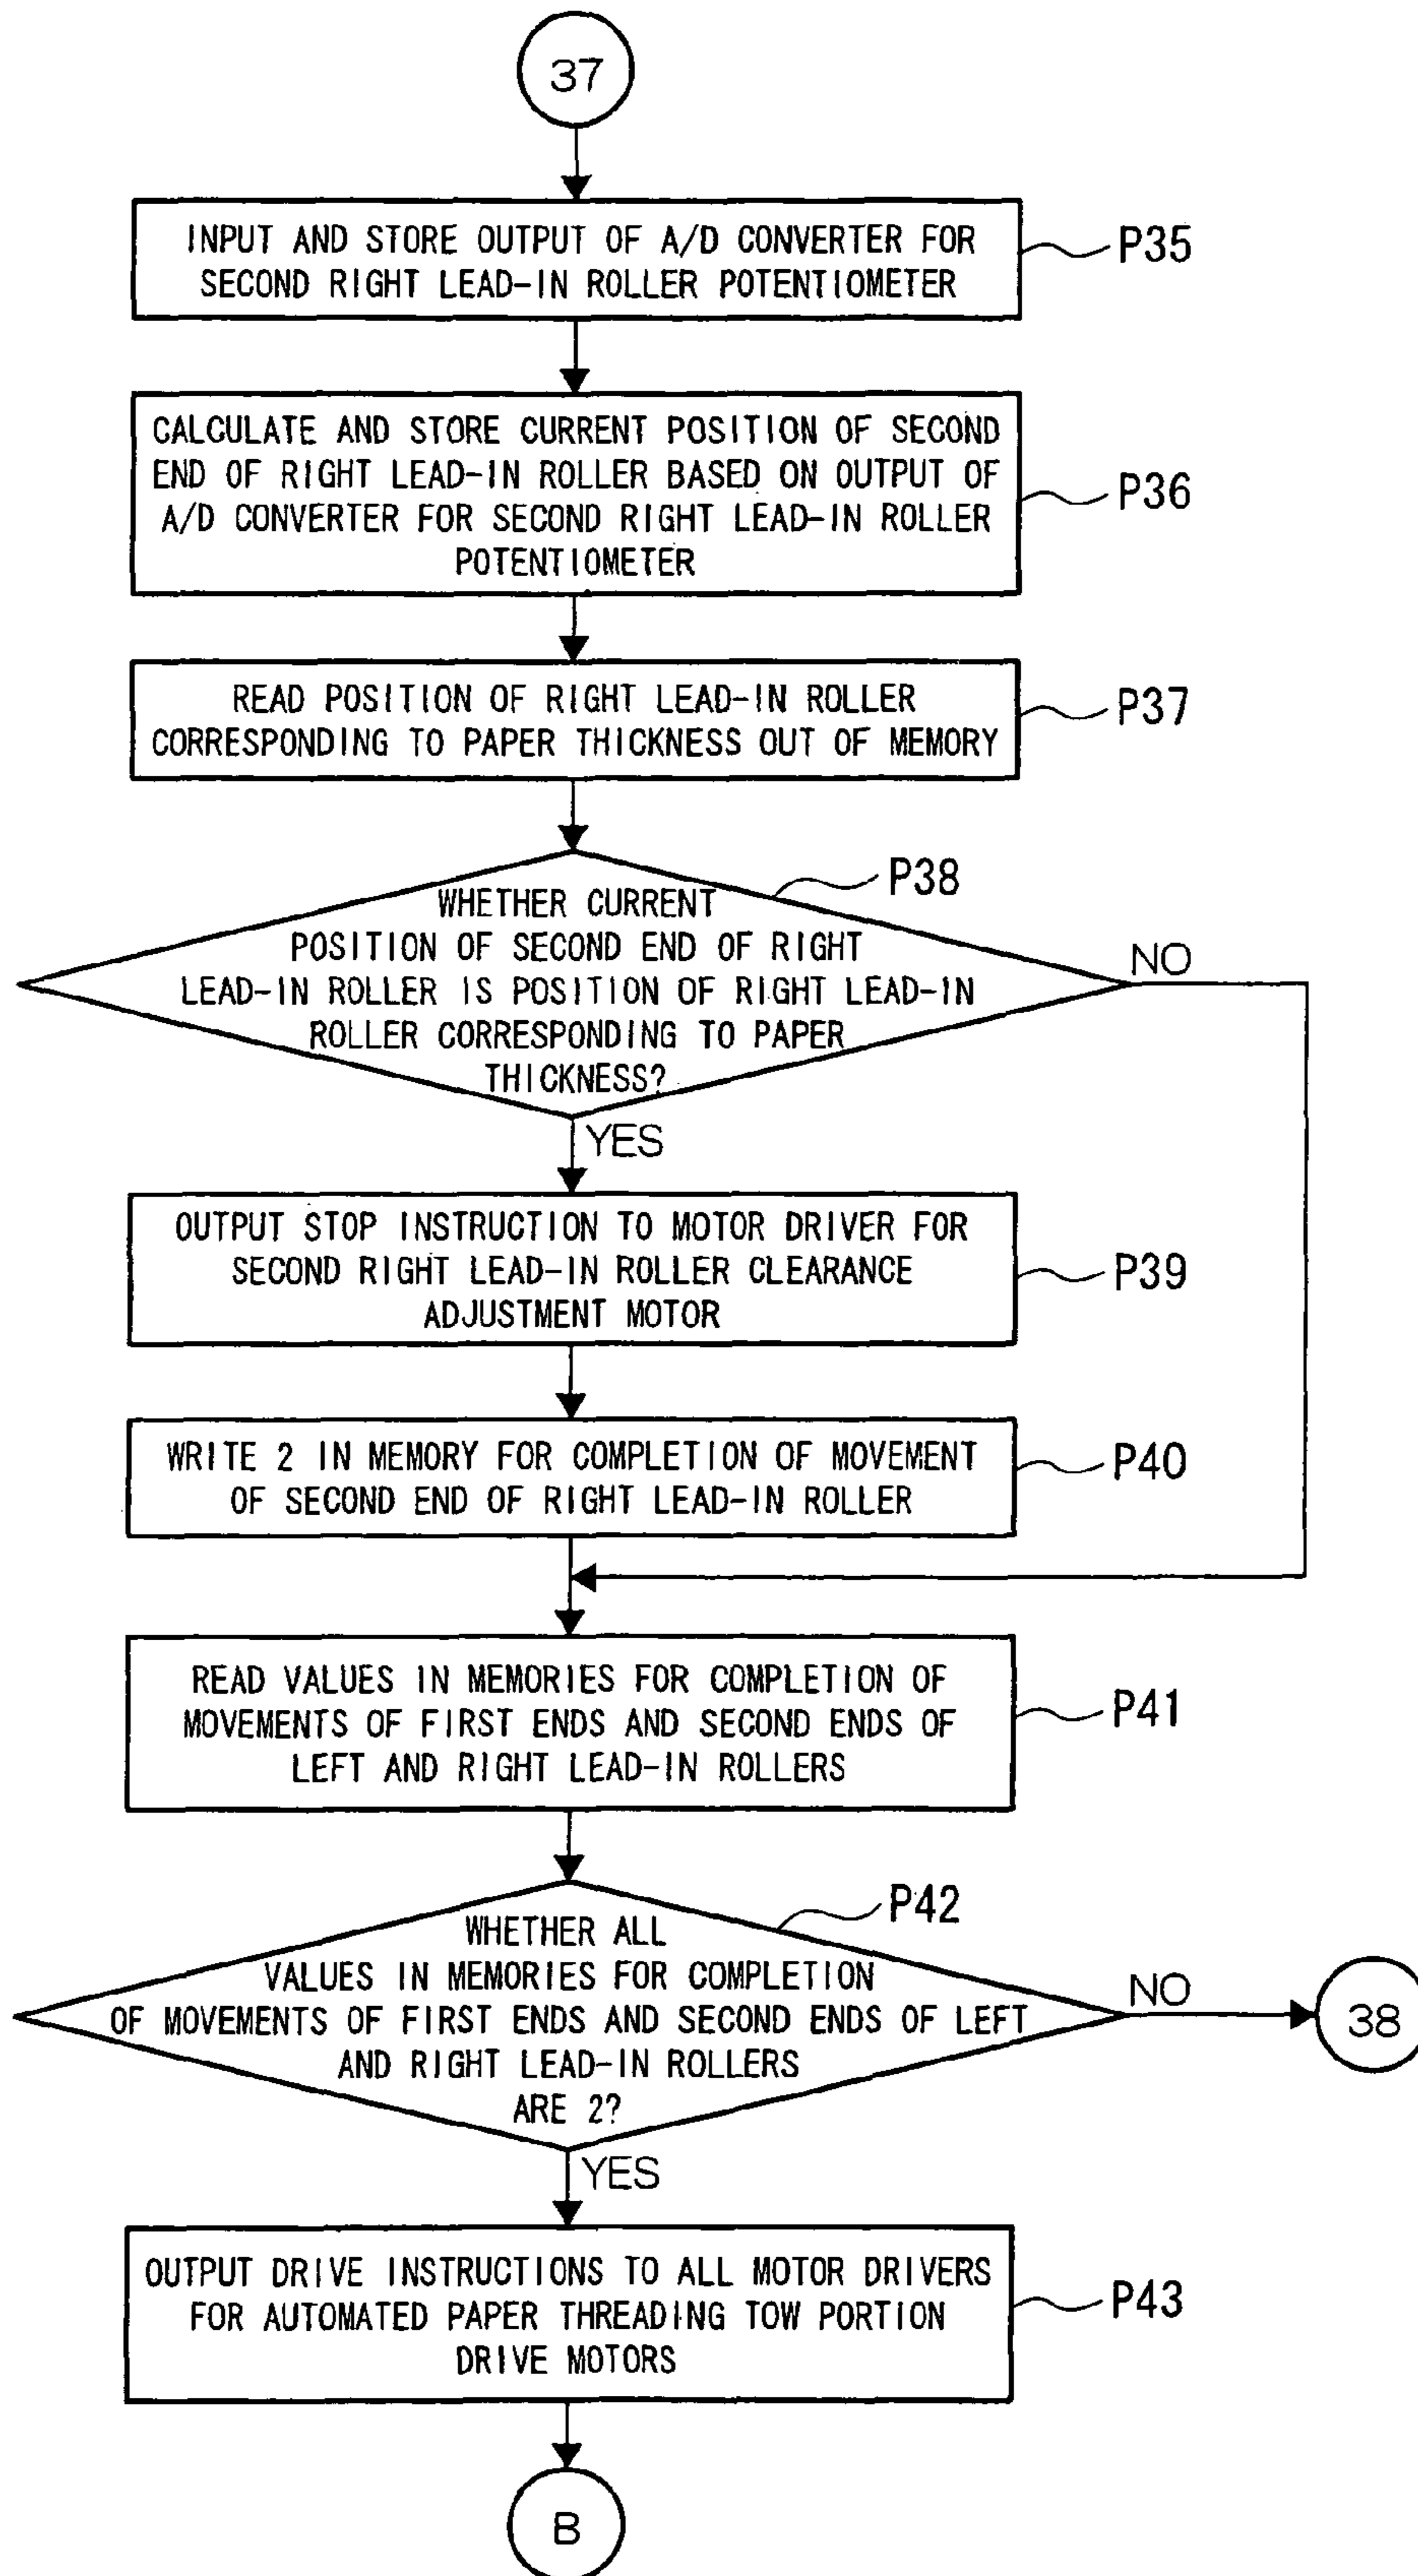 37
INPUT AND STORE OUTPUT OF A/D CONVERTER FOR
SECOND RIGHT LEAD-IN ROLLER POTENTIOMETER
P35
CALCULATE AND STORE CURRENT POSITION OF SECOND
END OF RIGHT LEAD-IN ROLLER BASED ON OUTPUT OF
A/D CONVERTER FOR SECOND RIGHT LEAD-IN ROLLER
POTENTIOMETER
P36
READ POSITION OF RIGHT LEAD-IN ROLLER
CORRESPONDING TO PAPER THICKNESS OUT OF MEMORY
P37
P38
WHETHER CURRENT
POSITION OF SECOND END OF RIGHT
LEAD-IN ROLLER IS POSITION OF RIGHT LEAD-IN
ROLLER CORRESPONDING TO PAPER
THICKNESS?
NO
YES
OUTPUT STOP INSTRUCTION TO MOTOR DRIVER FOR
SECOND RIGHT LEAD-IN ROLLER CLEARANCE
ADJUSTMENT MOTOR
P39
WRITE 2 IN MEMORY FOR COMPLETION OF MOVEMENT
OF SECOND END OF RIGHT LEAD-IN ROLLER
P40
READ VALUES IN MEMORIES FOR COMPLETION OF
MOVEMENTS OF FIRST ENDS AND SECOND ENDS OF
LEFT AND RIGHT LEAD-IN ROLLERS
P41
P42
WHETHER ALL
VALUES IN MEMORIES FOR COMPLETION
OF MOVEMENTS OF FIRST ENDS AND SECOND ENDS OF LEFT
AND RIGHT LEAD-IN ROLLERS
ARE 2?
NO
38
YES
OUTPUT DRIVE INSTRUCTIONS TO ALL MOTOR DRIVERS
FOR AUTOMATED PAPER THREADING TOW PORTION
DRIVE MOTORS
P43
B